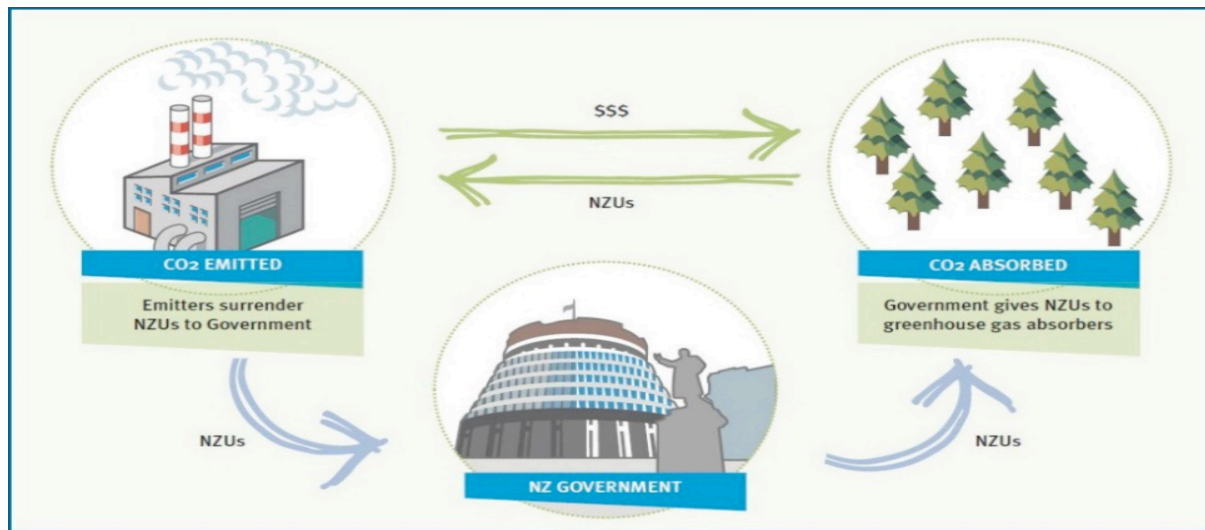 $$$
NZUs
CO2 EMITTED
Emitters surrender
NZUs to Government
CO2 ABSORBED
Government gives NZUs to
greenhouse gas absorbers
NZUs
NZUs
NZ GOVERNMENT